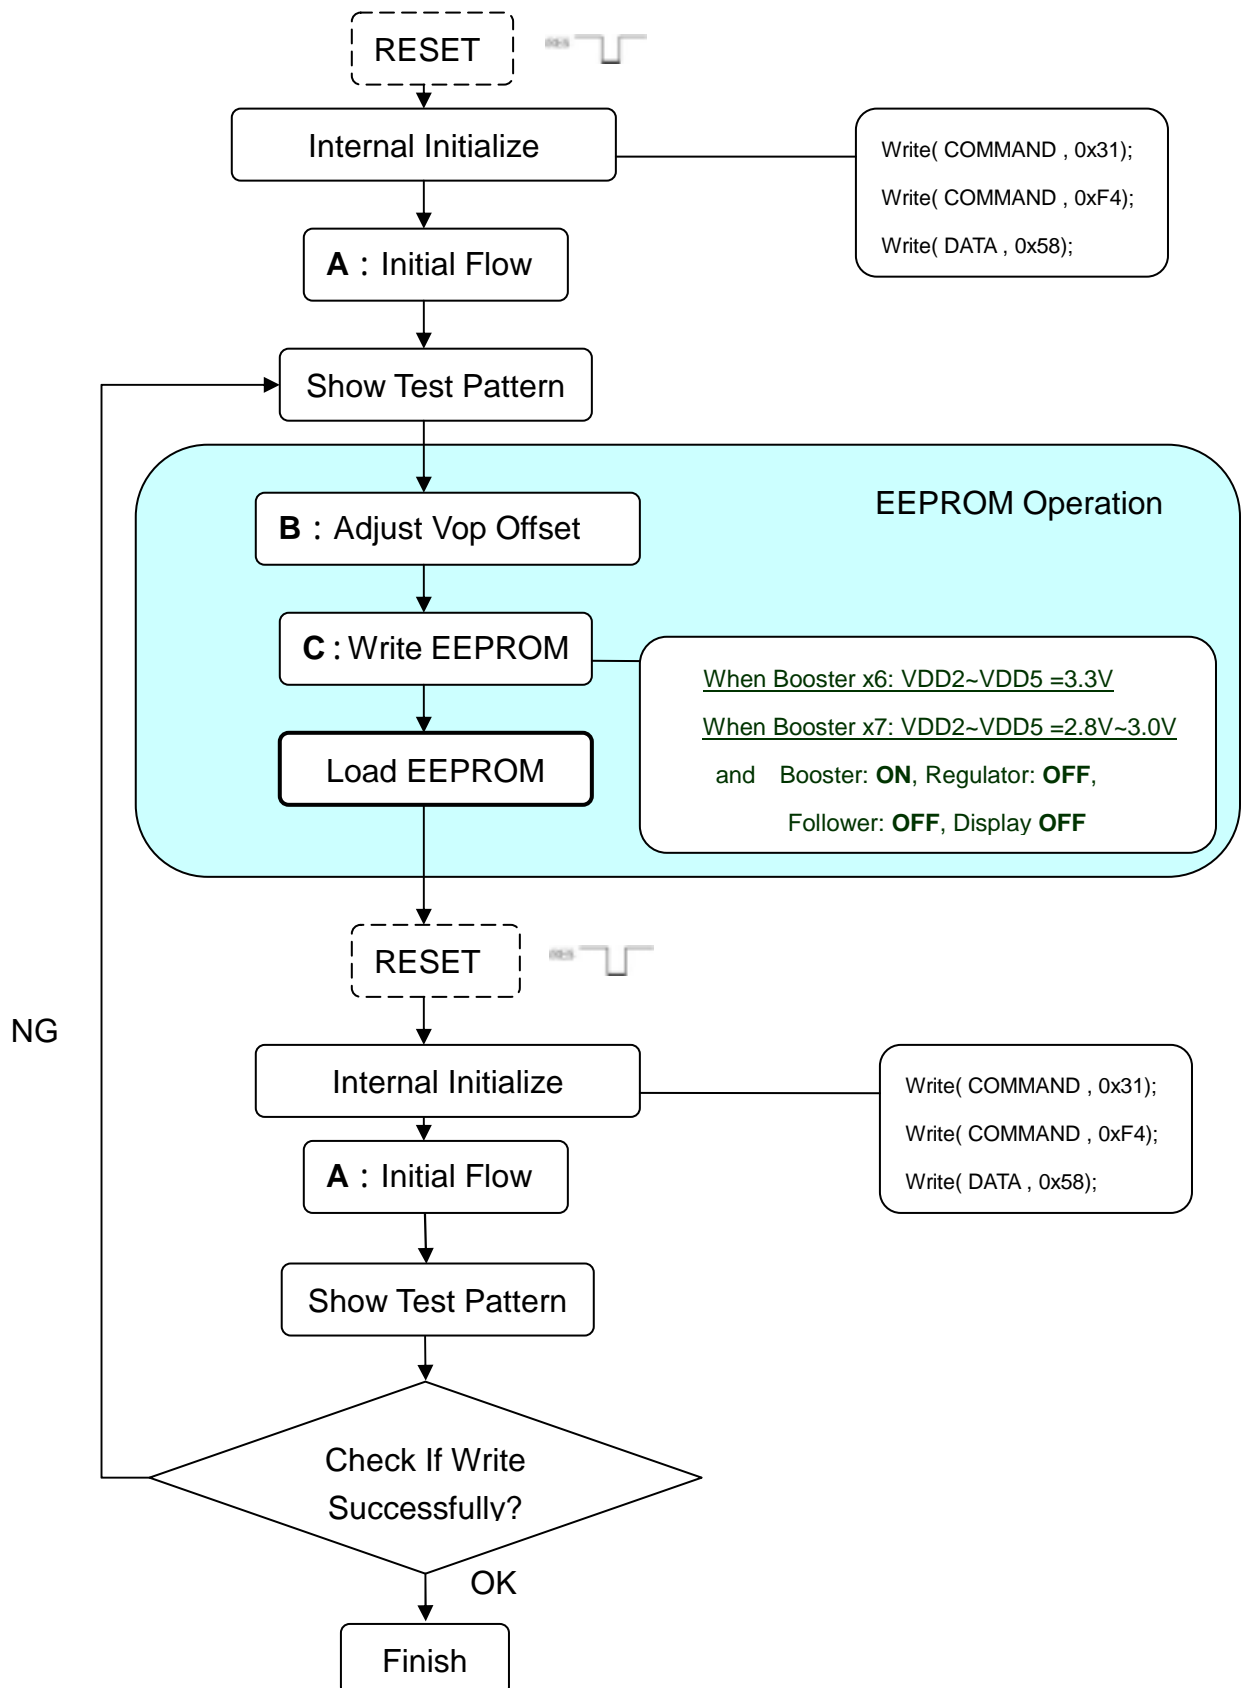 RESET
Internal Initialize
Write( COMMAND , 0x31);
Write( COMMAND , 0xF4);
Write( DATA , 0x58);
A : Initial Flow
Show Test Pattern
EEPROM Operation
B : Adjust Vop Offset
C : Write EEPROM
When Booster x6: VDD2~VDD5 =3.3V
When Booster x7: VDD2~VDD5 =2.8V~3.0V
and Booster: ON, Regulator: OFF,
Follower: OFF, Display OFF
Load EEPROM
RESET
NG
Internal Initialize
Write( COMMAND , 0x31);
Write( COMMAND , 0xF4);
Write( DATA , 0x58);
A : Initial Flow
Show Test Pattern
Check If Write
Successfully?
OK
Finish